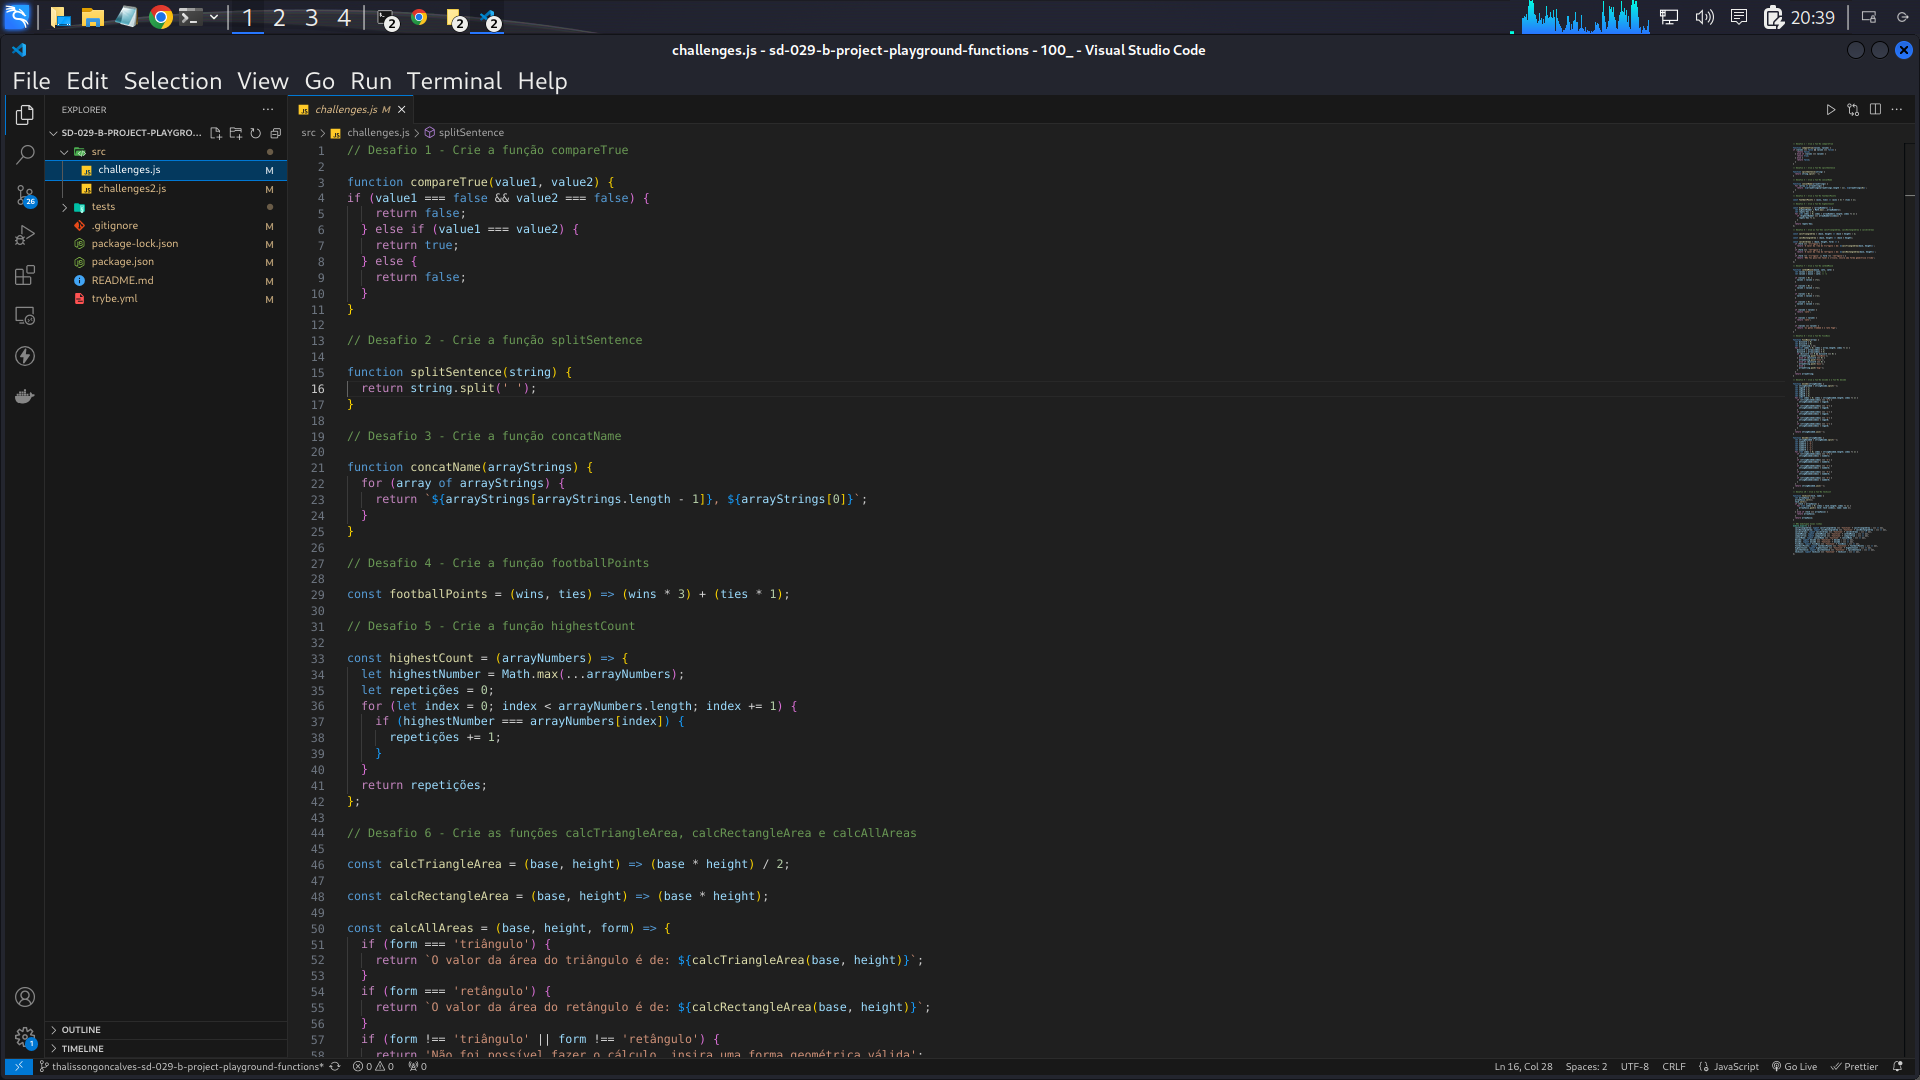 1 2 3 4 2 2 2 20:39
challenges.js - sd-029-b-project-playground-functions - 100_ - Visual Studio Code
File Edit Selection View Go Run Terminal Help
EXPLORER
SD-029-B-PROJECT-PLAYGRO...
src
challenges.js M
challenges2.js M
tests
.gitignore M
package-lock.json M
package.json M
README.md M
trybe.yml M
26
1
OUTLINE
TIMELINE
challenges.js M
src > challenges.js > splitSentence
1 // Desafio 1 - Crie a função compareTrue
2
3 function compareTrue(value1, value2) {
4 if (value1 === false && value2 === false) {
5 return false;
6 } else if (value1 === value2) {
7 return true;
8 } else {
9 return false;
10 }
11 }
12
13 // Desafio 2 - Crie a função splitSentence
14
15 function splitSentence(string) {
16 return string.split(' ');
17 }
18
19 // Desafio 3 - Crie a função concatName
20
21 function concatName(arrayStrings) {
22 for (array of arrayStrings) {
23 return `${arrayStrings[arrayStrings.length - 1]}, ${arrayStrings[0]}`;
24 }
25 }
26
27 // Desafio 4 - Crie a função footballPoints
28
29 const footballPoints = (wins, ties) => (wins * 3) + (ties * 1);
30
31 // Desafio 5 - Crie a função highestCount
32
33 const highestCount = (arrayNumbers) => {
34 let highestNumber = Math.max(...arrayNumbers);
35 let repetições = 0;
36 for (let index = 0; index < arrayNumbers.length; index += 1) {
37 if (highestNumber === arrayNumbers[index]) {
38 repetições += 1;
39 }
40 }
41 return repetições;
42 };
43
44 // Desafio 6 - Crie as funções calcTriangleArea, calcRectangleArea e calcAllAreas
45
46 const calcTriangleArea = (base, height) => (base * height) / 2;
47
48 const calcRectangleArea = (base, height) => (base * height);
49
50 const calcAllAreas = (base, height, form) => {
51 if (form === 'triângulo') {
52 return `O valor da área do triângulo é de: ${calcTriangleArea(base, height)}`;
53 }
54 if (form === 'retângulo') {
55 return `O valor da área do retângulo é de: ${calcRectangleArea(base, height)}`;
56 }
57 if (form !== 'triângulo' || form !== 'retângulo') {
58 return 'Não foi possível fazer o cálculo, insira uma forma geométrica válida';
thalissongoncalves-sd-029-b-project-playground-functions* 0 0 0 Ln 16, Col 28 Spaces: 2 UTF-8 CRLF JavaScript Go Live Prettier